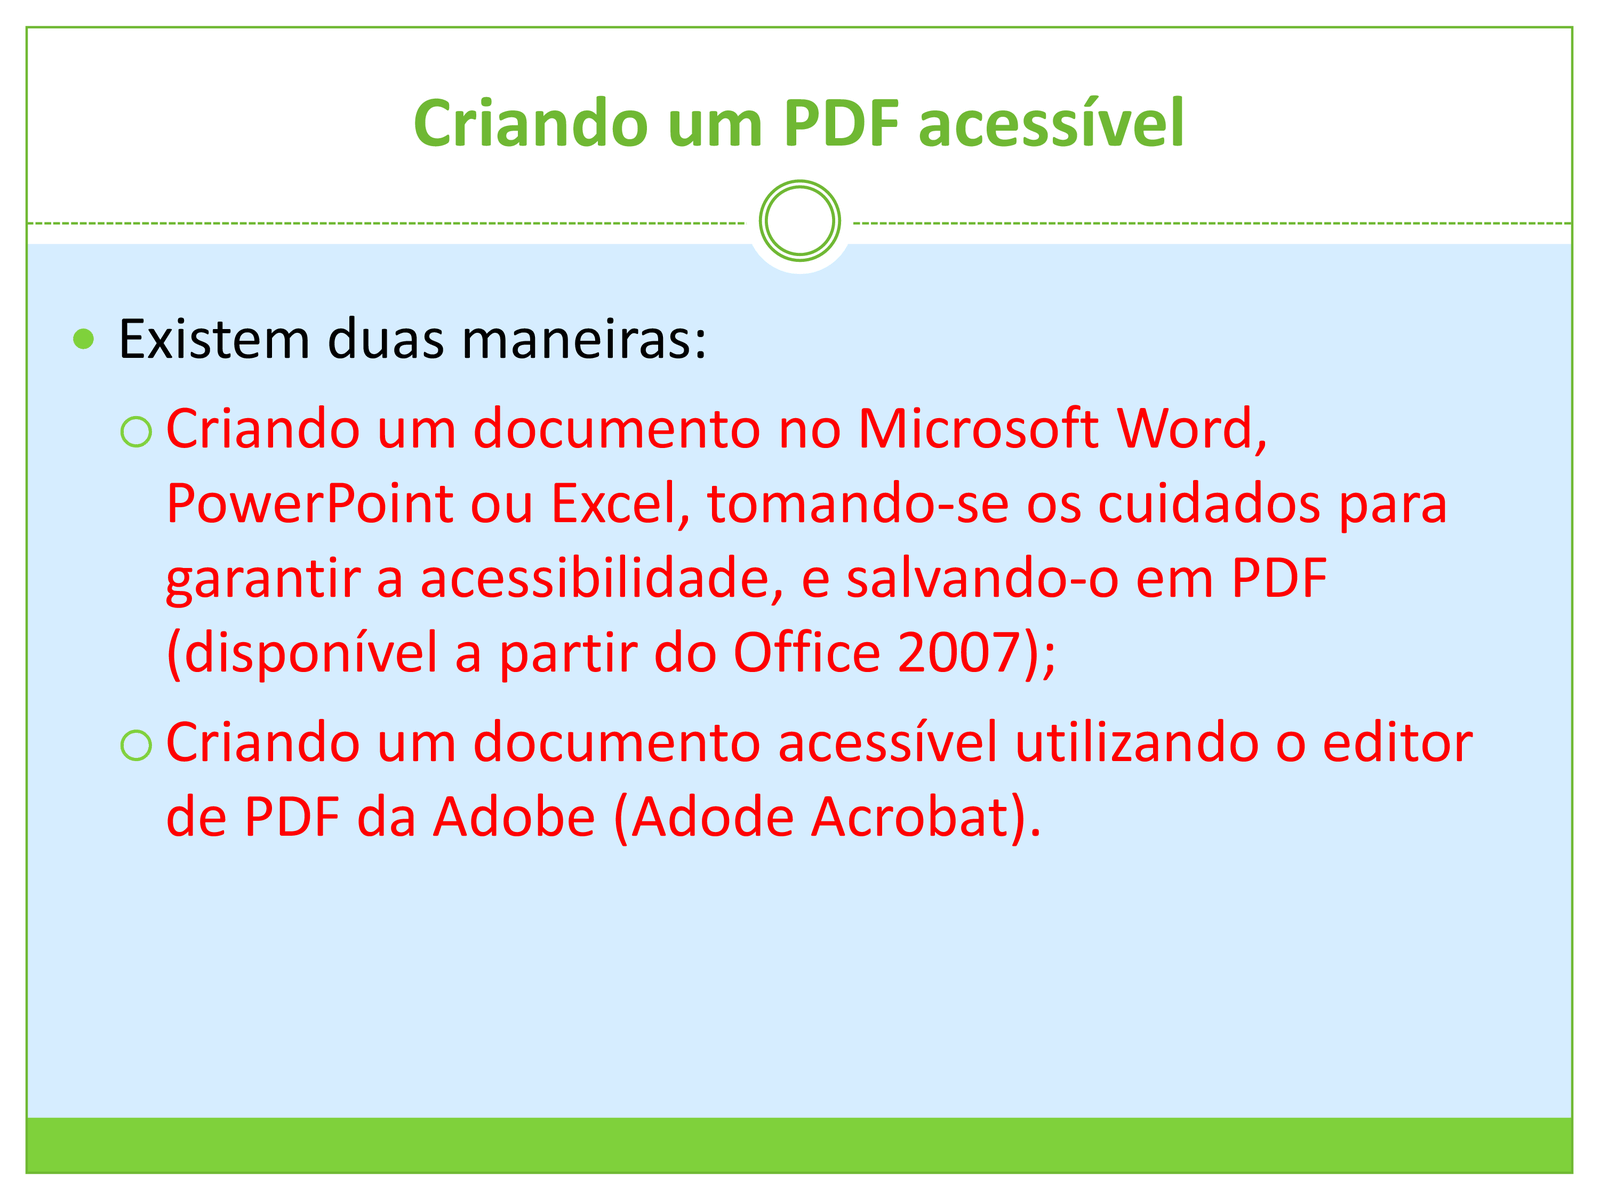 Criando um PDF acessível
Existem duas maneiras:
Criando um documento no Microsoft Word,
PowerPoint ou Excel, tomando-se os cuidados para
garantir a acessibilidade, e salvando-o em PDF
(disponível a partir do Office 2007);
Criando um documento acessível utilizando o editor
de PDF da Adobe (Adode Acrobat).